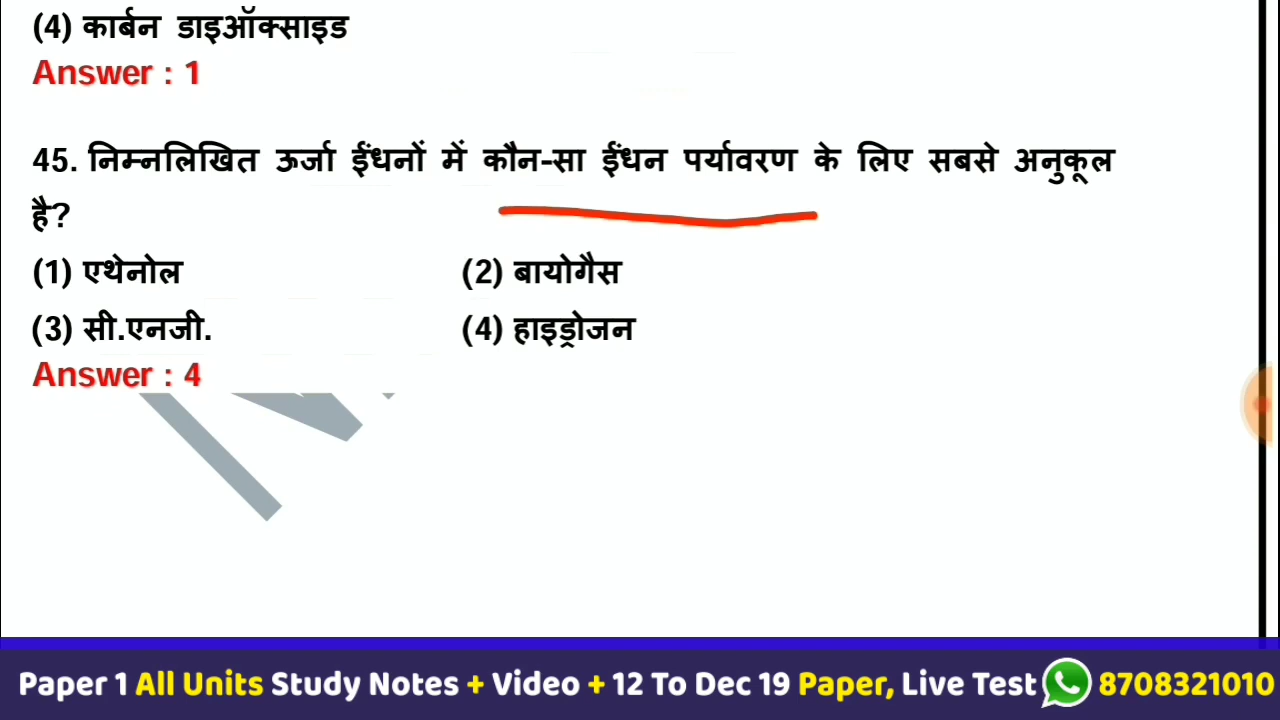 (4) कार्बन डाइऑक्साइड
Answer : 1
45. निम्नलिखित ऊर्जा ईंधनों में कौन-सा ईंधन पर्यावरण के लिए सबसे अनुकूल
है?
(1) एथेनोल (2) बायोगैस
(3) सी.एनजी. (4) हाइड्रोजन
Answer : 4
Paper 1 All Units Study Notes + Video + 12 To Dec 19 Paper, Live Test 8708321010